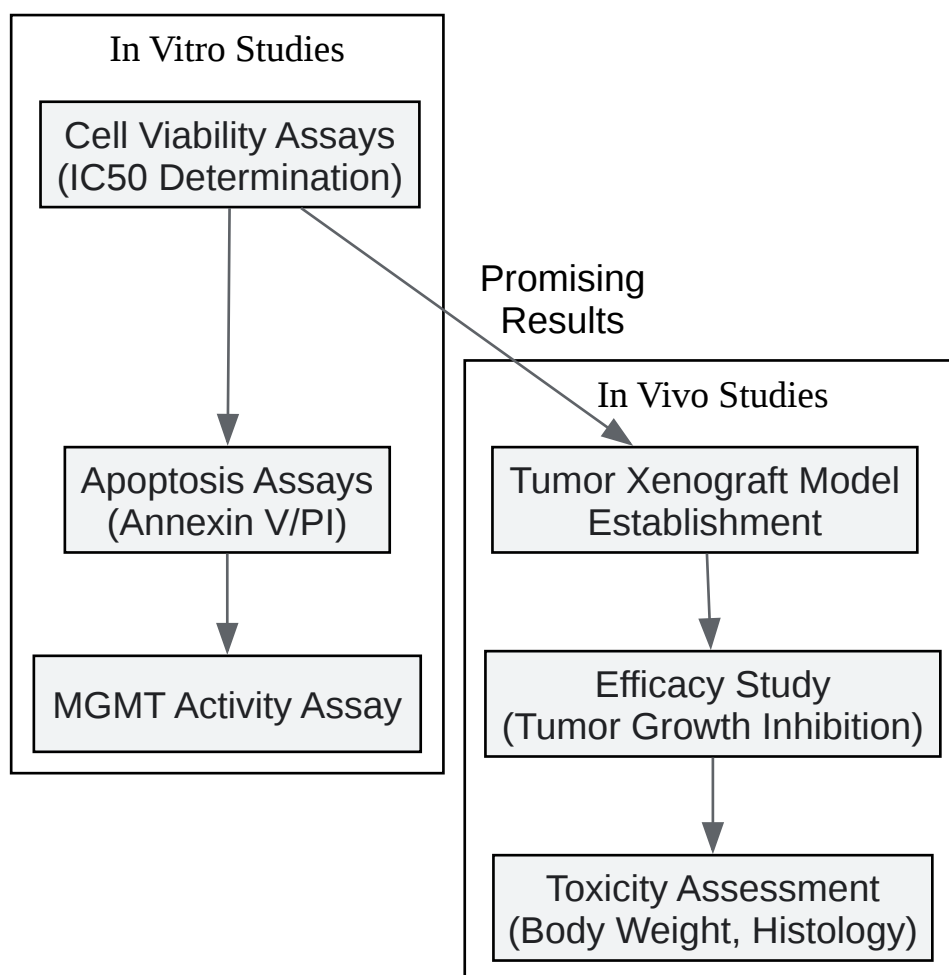 In Vitro Studies
Cell Viability Assays
(IC50 Determination)
Promising
Results
In Vivo Studies
Apoptosis Assays
(Annexin V/PI)
Tumor Xenograft Model
Establishment
MGMT Activity Assay
Efficacy Study
(Tumor Growth Inhibition)
Toxicity Assessment
(Body Weight, Histology)